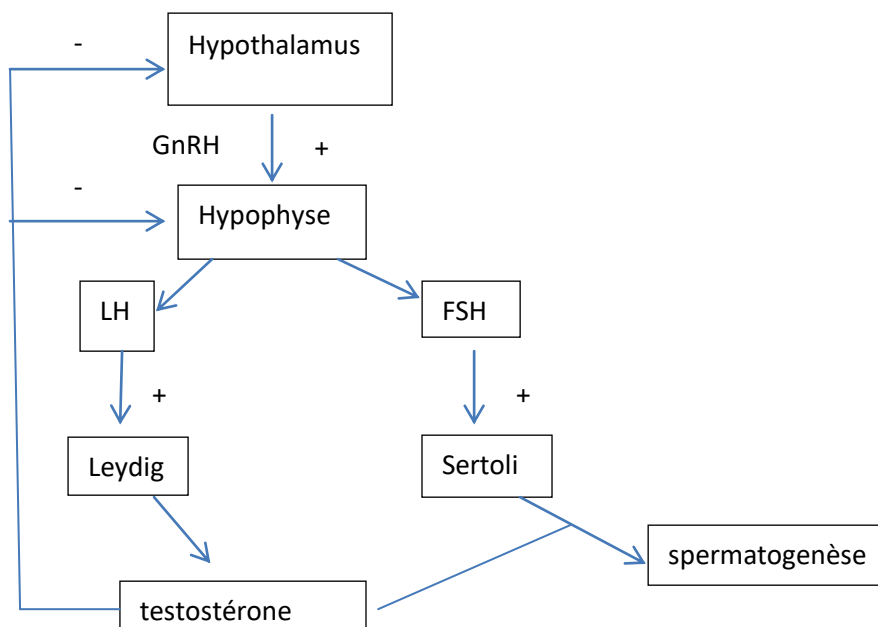 -
Hypothalamus
GnRH +
-
Hypophyse
LH FSH
+ +
Leydig Sertoli
spermatogenèse
testostérone